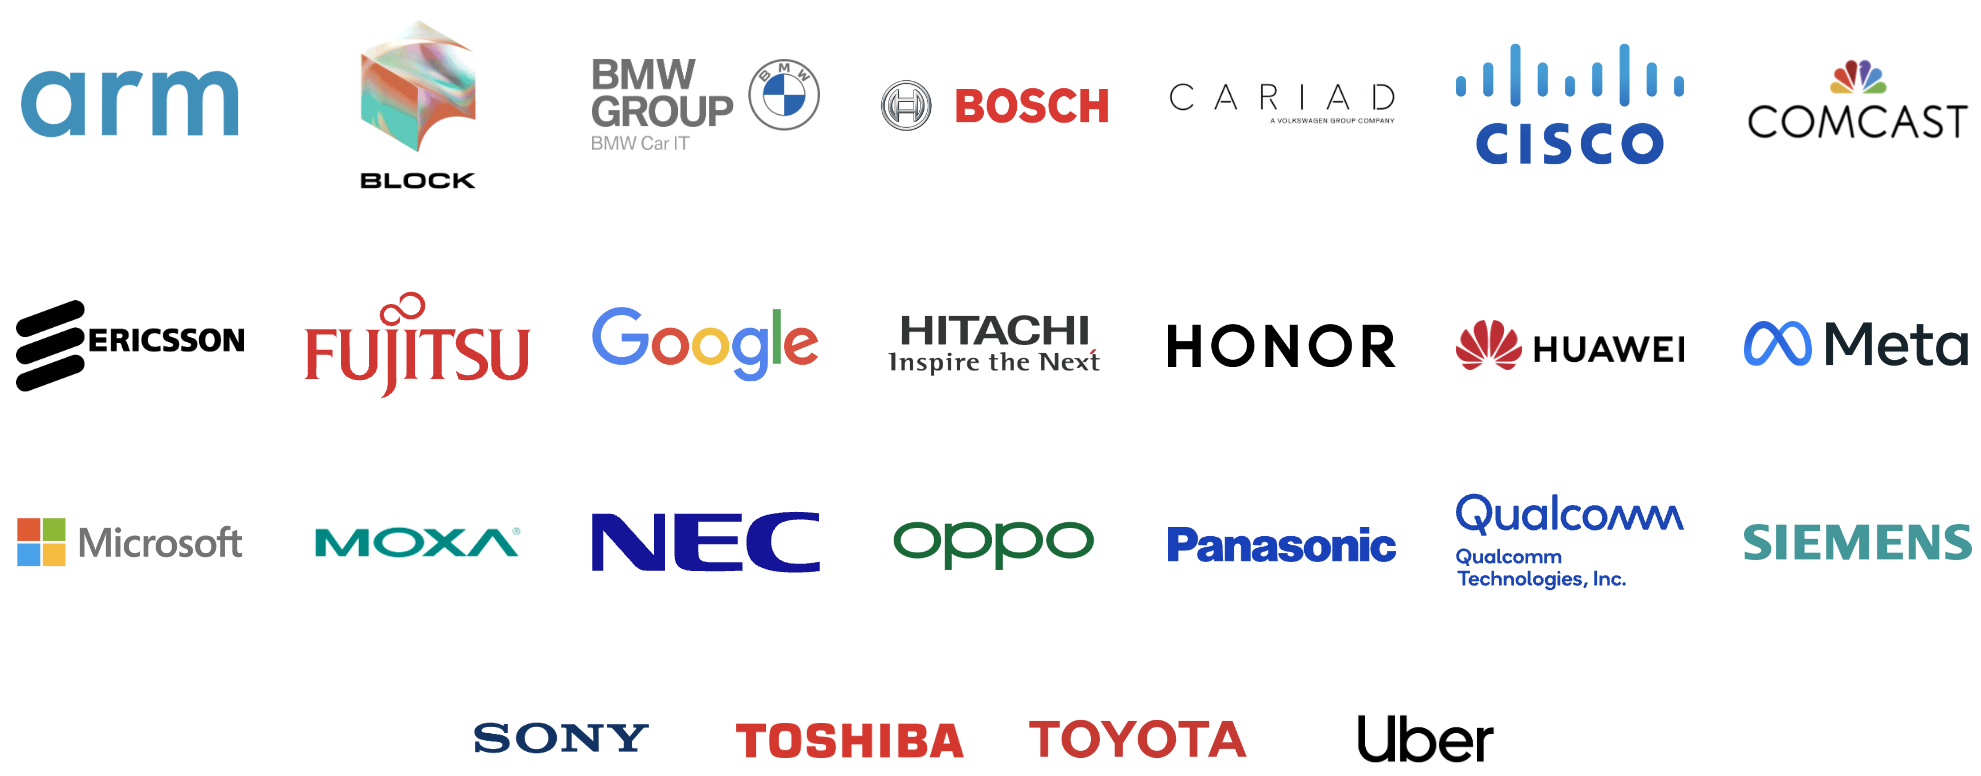 arm
BLOCK
BMW
GROUP
BMW Car IT
BMW
BOSCH
CARIAD
A VOLKSWAGEN GROUP COMPANY
CISCO
COMCAST
ERICSSON
FUJITSU
Google
HITACHI
Inspire the Next
HONOR
HUAWEI
Meta
Microsoft
MOXA®
NEC
oppo
Panasonic
Qualcomm
Qualcomm
Technologies, Inc.
SIEMENS
SONY
TOSHIBA
TOYOTA
Uber